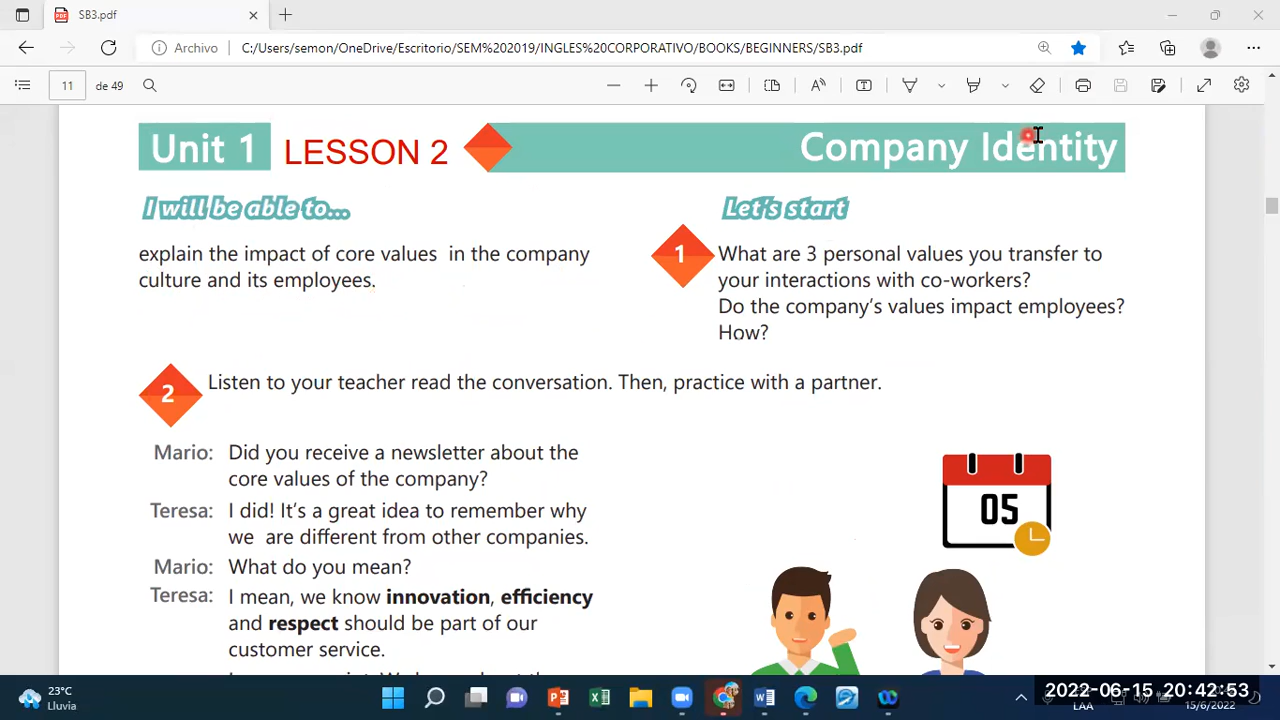 SB3.pdf
Archivo C:/Users/semon/OneDrive/Escritorio/SEM%202019/INGLES%20CORPORATIVO/BOOKS/BEGINNERS/SB3.pdf
11 de 49
Unit 1 LESSON 2 Company Identity
I will be able to...
explain the impact of core values in the company
culture and its employees.
Let's start
1
What are 3 personal values you transfer to
your interactions with co-workers?
Do the company's values impact employees?
How?
2
Listen to your teacher read the conversation. Then, practice with a partner.
Mario: Did you receive a newsletter about the
core values of the company?
Teresa: I did! It's a great idea to remember why
we are different from other companies.
Mario: What do you mean?
Teresa: I mean, we know innovation, efficiency
and respect should be part of our
customer service.
05
23°C
Lluvia
2022-06-15 20:42:53
LAA 15/6/2022